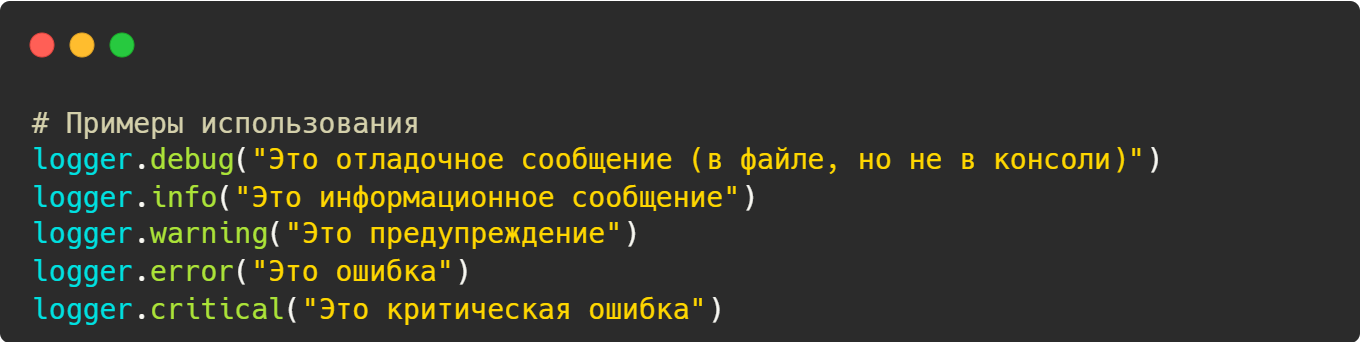 # Примеры использования
logger.debug("Это отладочное сообщение (в файле, но не в консоли)")
logger.info("Это информационное сообщение")
logger.warning("Это предупреждение")
logger.error("Это ошибка")
logger.critical("Это критическая ошибка")